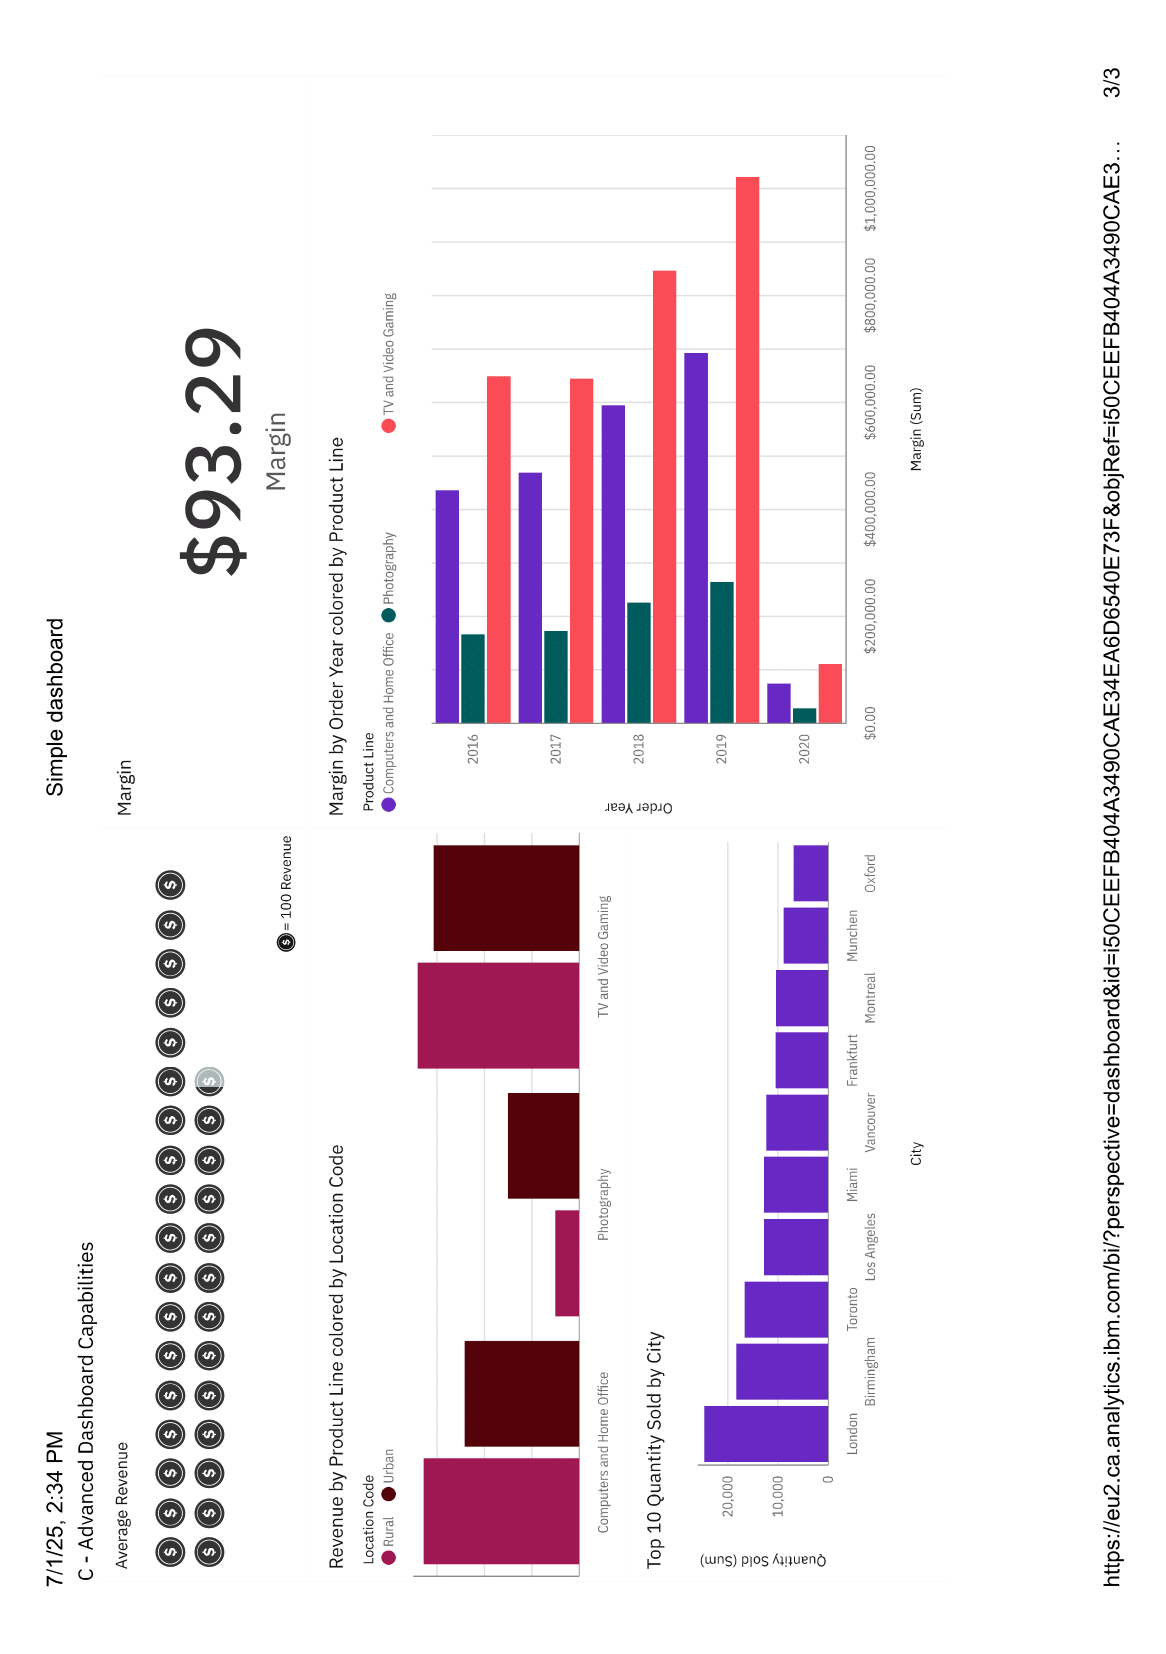 7/1/25, 2:34 PM
Simple dashboard
C - Advanced Dashboard Capabilities
Average Revenue
$ $ $ $ $ $ $ $ $ $ $ $ $ $ $ $ $ $
$ $ $ $ $ $ $ $ $ $ $ $ $
$ = 100 Revenue
Margin
$93.29
Margin
Revenue by Product Line colored by Location Code
Location Code
Rural Urban
Computers and Home Office Photography TV and Video Gaming
Margin by Order Year colored by Product Line
Product Line
Computers and Home Office Photography TV and Video Gaming
Order Year
2016
2017
2018
2019
2020
$0.00 $200,000.00 $400,000.00 $600,000.00 $800,000.00 $1,000,000.00
Margin (Sum)
Top 10 Quantity Sold by City
Quantity Sold (Sum)
20,000
10,000
0
London Birmingham Toronto Los Angeles Miami Vancouver Frankfurt Montreal Munchen Oxford
City
https://eu2.ca.analytics.ibm.com/bi/?perspective=dashboard&id=i50CEEFB404A3490CAE34EA6D6540E73F&objRef=i50CEEFB404A3490CAE3…
3/3